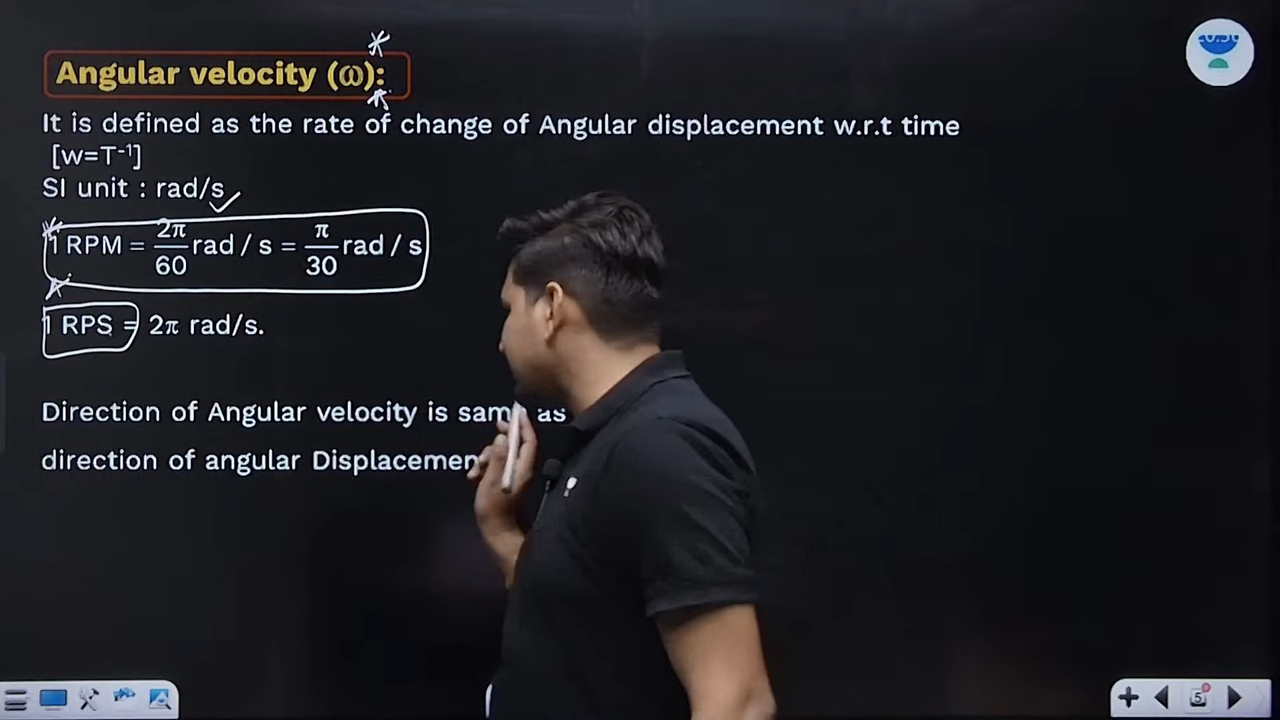 Angular velocity (ω):
It is defined as the rate of change of Angular displacement w.r.t time
[w=T⁻¹]
SI unit : rad/s
1 RPM = 2π/60 rad / s = π/30 rad / s
1 RPS = 2π rad/s.
Direction of Angular velocity is same as
direction of angular Displacemen
5